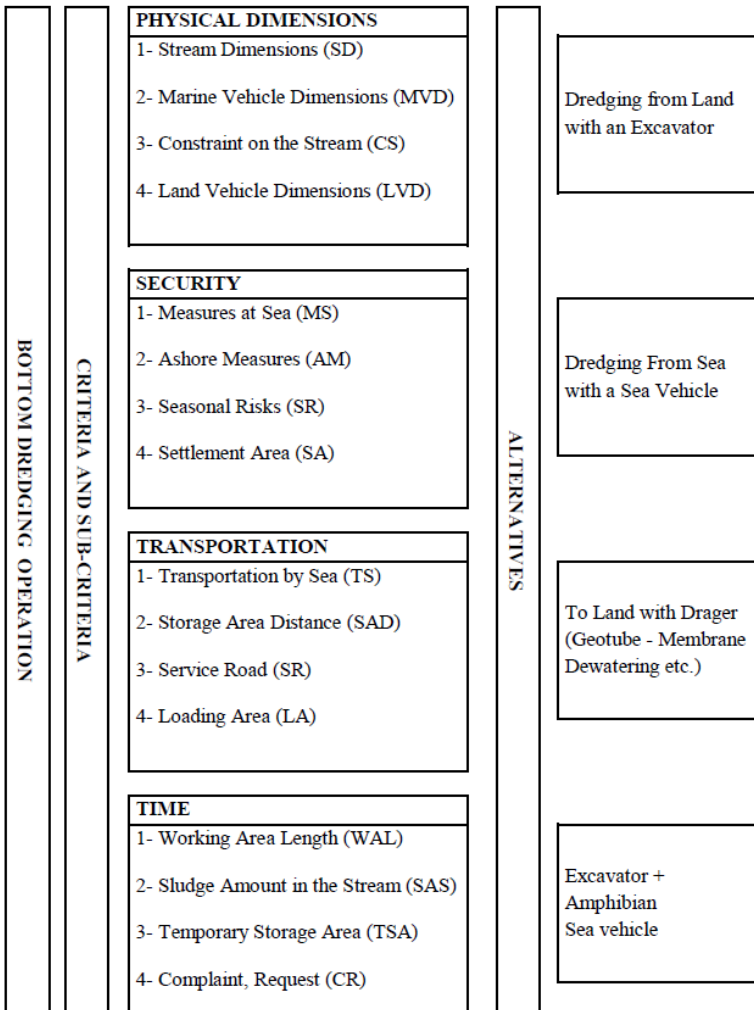 BOTTOM DREDGING OPERATION
CRITERIA AND SUB-CRITERIA
PHYSICAL DIMENSIONS
1- Stream Dimensions (SD)
2- Marine Vehicle Dimensions (MVD)
3- Constraint on the Stream (CS)
4- Land Vehicle Dimensions (LVD)
SECURITY
1- Measures at Sea (MS)
2- Ashore Measures (AM)
3- Seasonal Risks (SR)
4- Settlement Area (SA)
TRANSPORTATION
1- Transportation by Sea (TS)
2- Storage Area Distance (SAD)
3- Service Road (SR)
4- Loading Area (LA)
TIME
1- Working Area Length (WAL)
2- Sludge Amount in the Stream (SAS)
3- Temporary Storage Area (TSA)
4- Complaint, Request (CR)
ALTERNATIVES
Dredging from Land
with an Excavator
Dredging From Sea
with a Sea Vehicle
To Land with Drager
(Geotube - Membrane
Dewatering etc.)
Excavator +
Amphibian
Sea vehicle